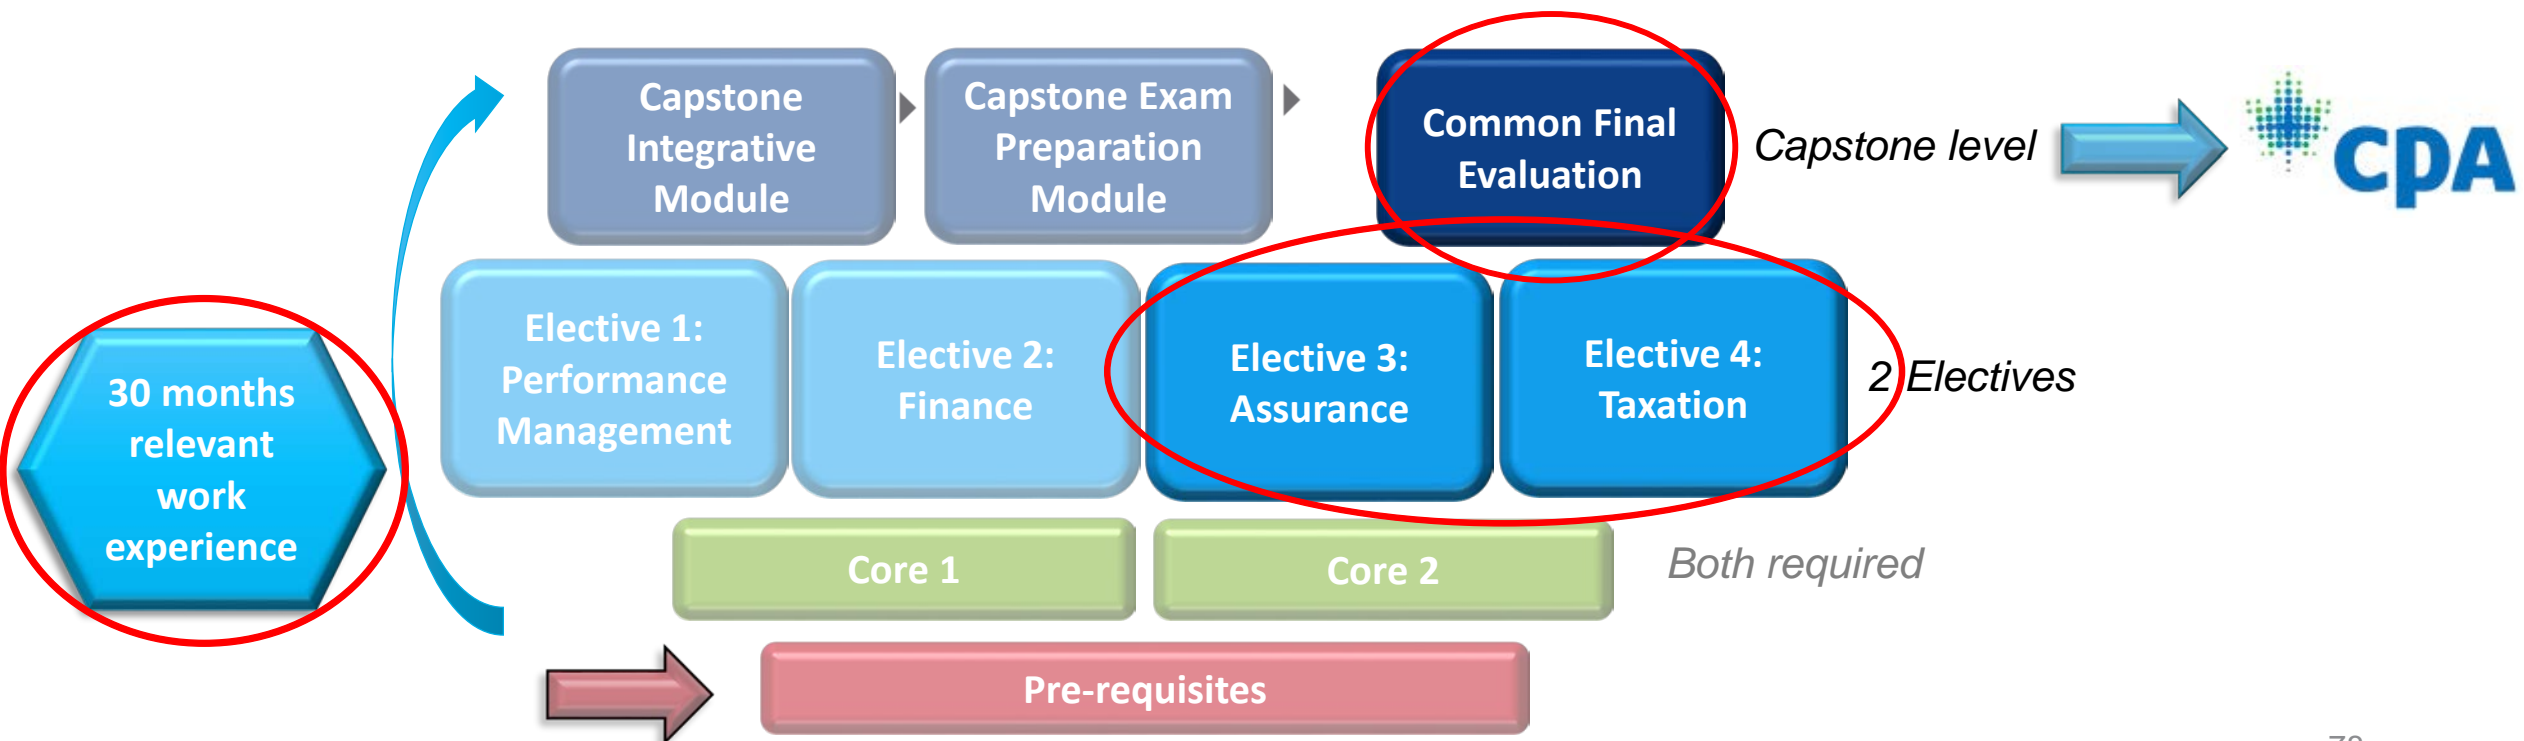 Capstone
Integrative
Module
Capstone Exam
Preparation
Module
Common Final
Evaluation
Capstone level
CPA
Elective 1:
Performance
Management
Elective 2:
Finance
Elective 3:
Assurance
Elective 4:
Taxation
2 Electives
30 months
relevant
work
experience
Core 1
Core 2
Both required
Pre-requisites